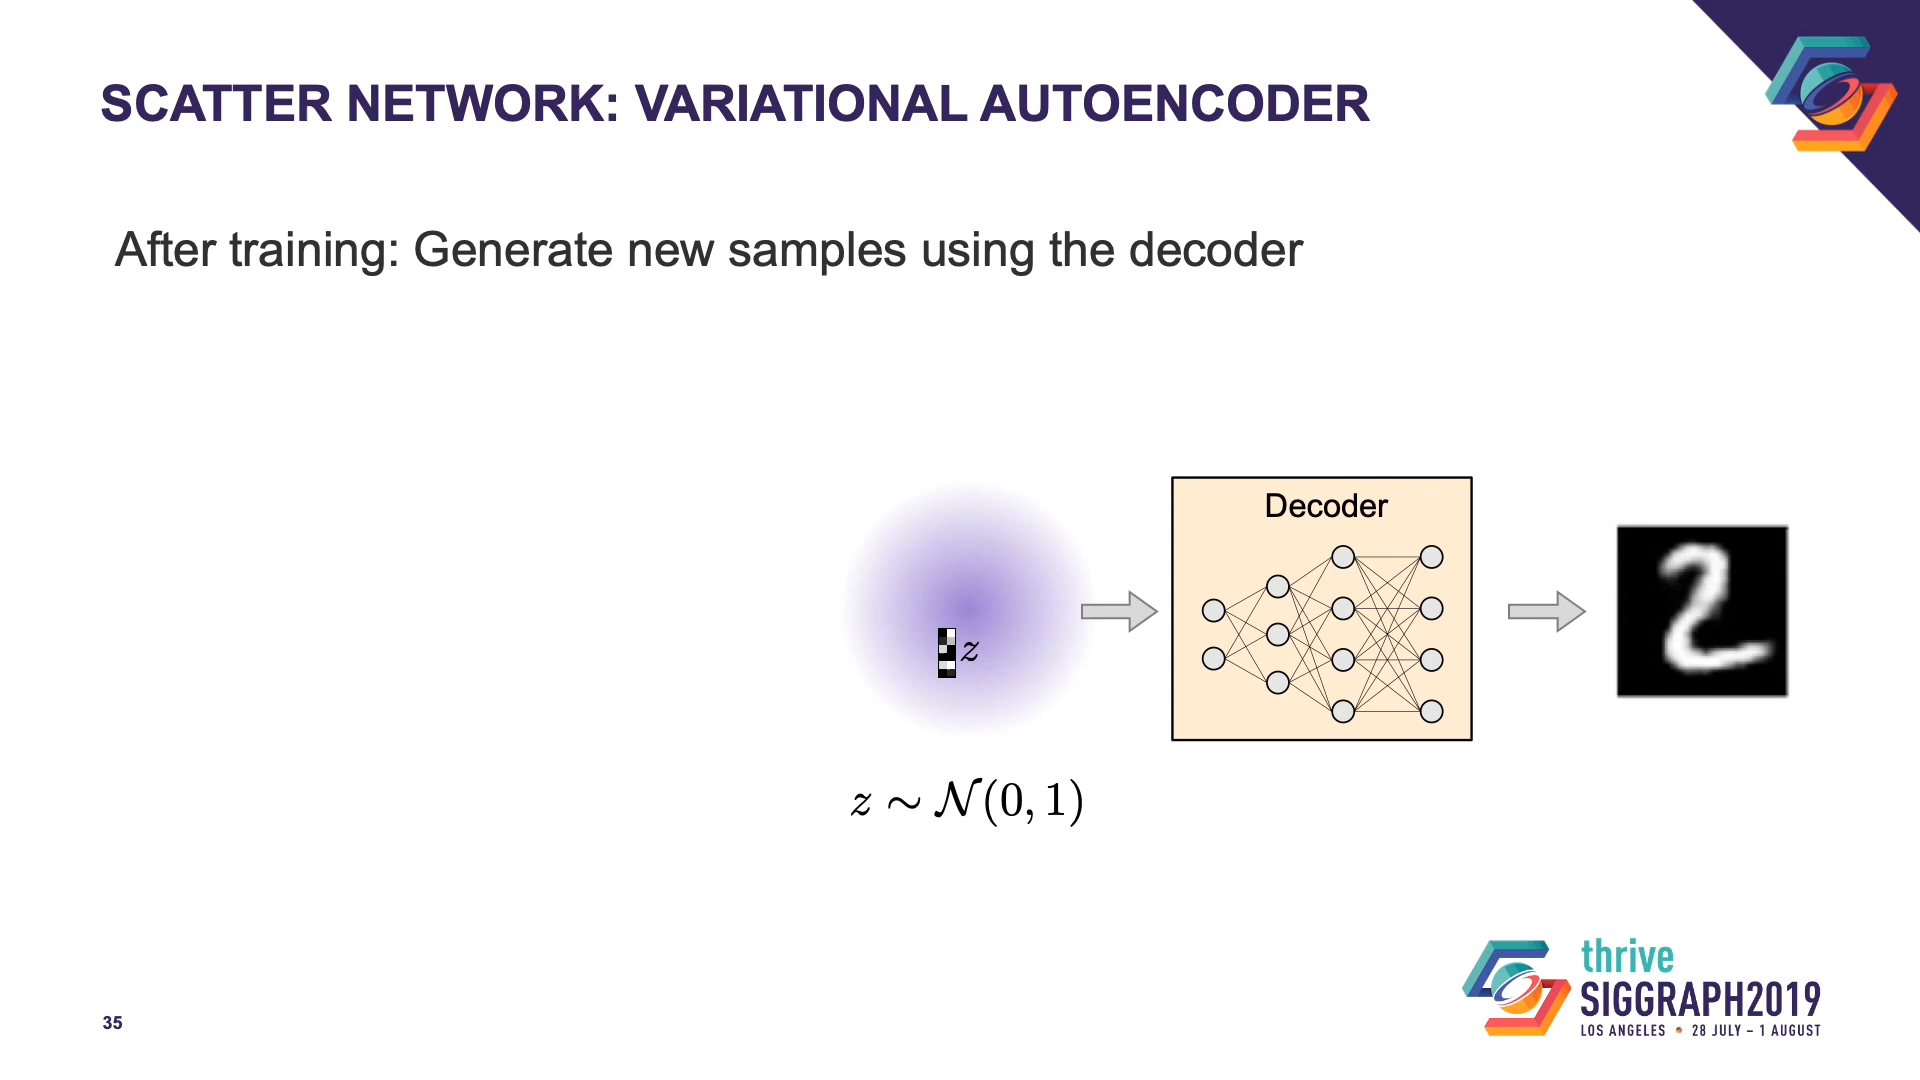 SCATTER NETWORK: VARIATIONAL AUTOENCODER
After training: Generate new samples using the decoder
Decoder
z
2
z ∼ 𝒩(0, 1)
thrive
SIGGRAPH2019
LOS ANGELES • 28 JULY – 1 AUGUST
35